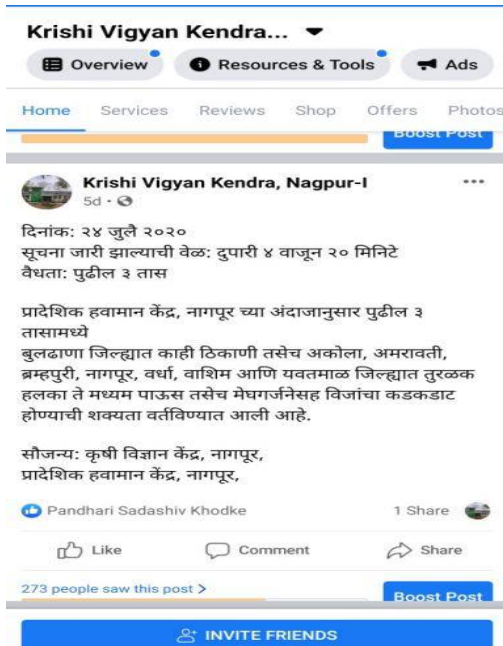 Krishi Vigyan Kendra...
Overview Resources & Tools Ads
Home Services Reviews Shop Offers Photos
Boost Post
Krishi Vigyan Kendra, Nagpur-I
5d
दिनांक: २४ जुलै २०२०
सूचना जारी झाल्याची वेळ: दुपारी ४ वाजून २० मिनिटे
वैधता: पुढील ३ तास
प्रादेशिक हवामान केंद्र, नागपूर च्या अंदाजानुसार पुढील ३
तासामध्ये
बुलढाणा जिल्ह्यात काही ठिकाणी तसेच अकोला, अमरावती,
ब्रम्हपुरी, नागपूर, वर्धा, वाशिम आणि यवतमाळ जिल्ह्यात तुरळक
हलका ते मध्यम पाऊस तसेच मेघगर्जनेसह विजांचा कडकडाट
होण्याची शक्यता वर्तविण्यात आली आहे.
सौजन्य: कृषी विज्ञान केंद्र, नागपूर,
प्रादेशिक हवामान केंद्र, नागपूर,
Pandhari Sadashiv Khodke 1 Share
Like Comment Share
273 people saw this post >
Boost Post
INVITE FRIENDS